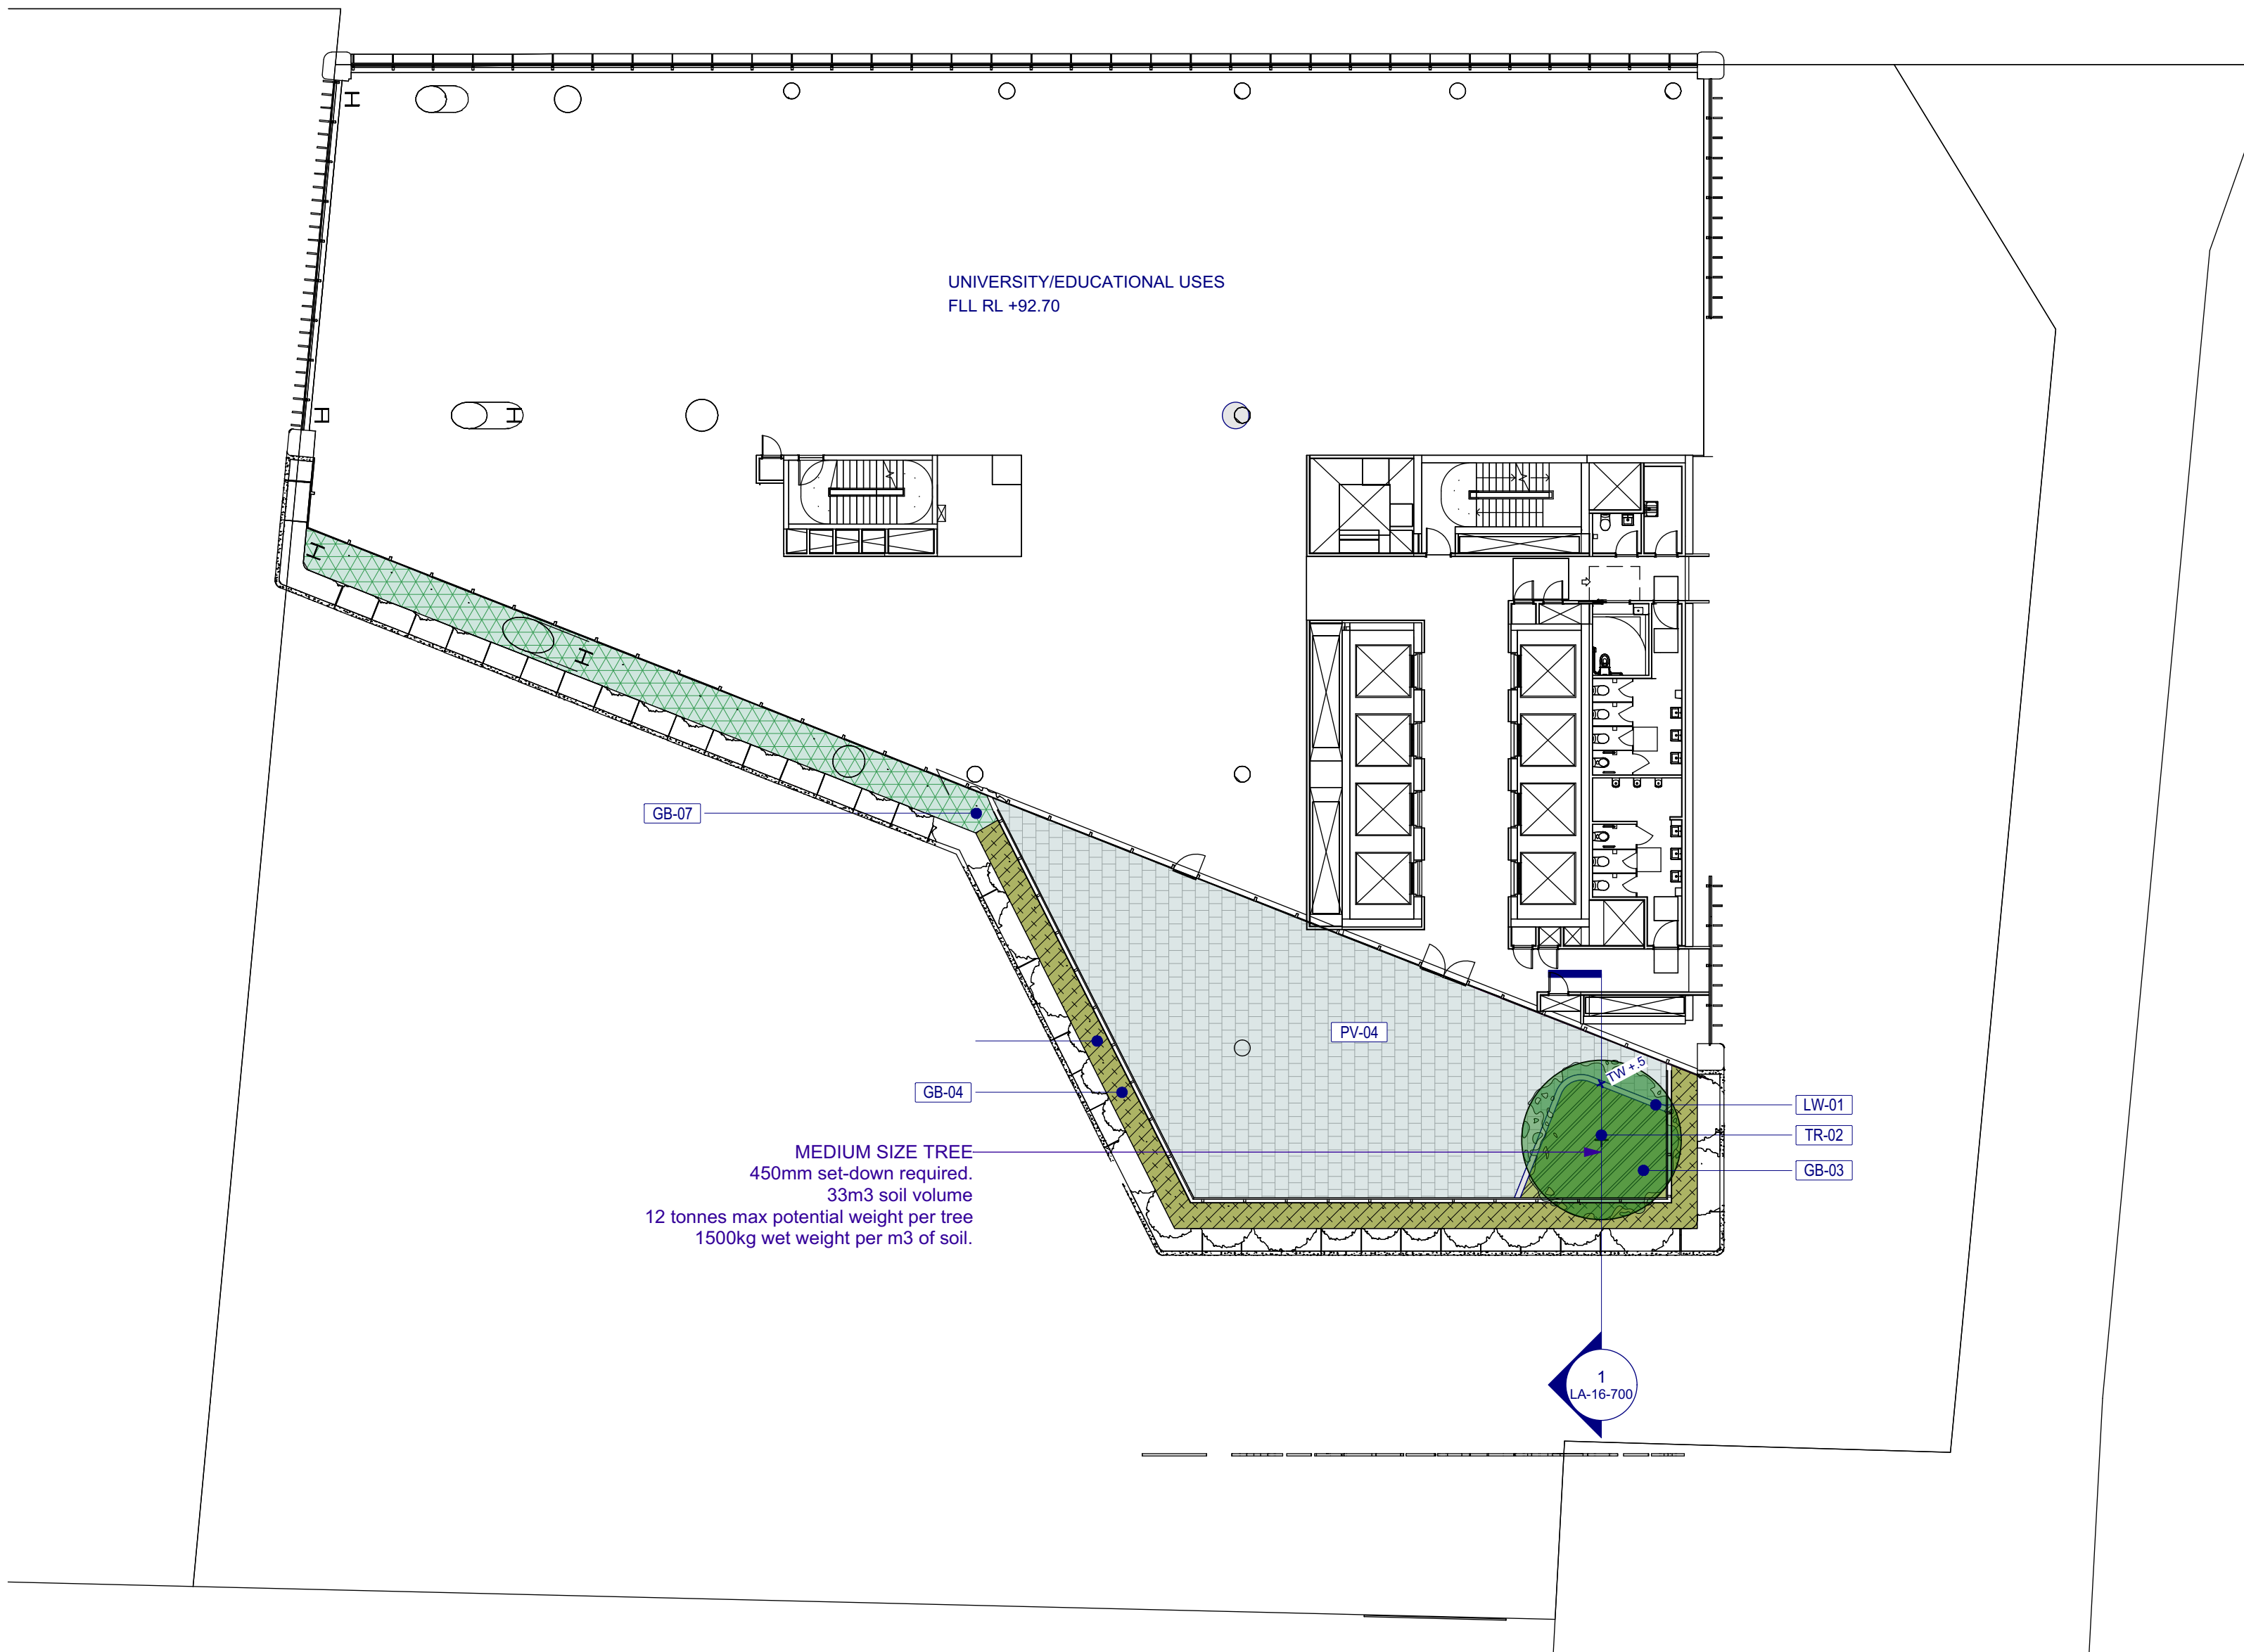 UNIVERSITY/EDUCATIONAL USES
FLL RL +92.70
GB-07
PV-04
TW +.5
GB-04
LW-01
TR-02
GB-03
MEDIUM SIZE TREE
450mm set-down required.
33m3 soil volume
12 tonnes max potential weight per tree
1500kg wet weight per m3 of soil.
1
LA-16-700